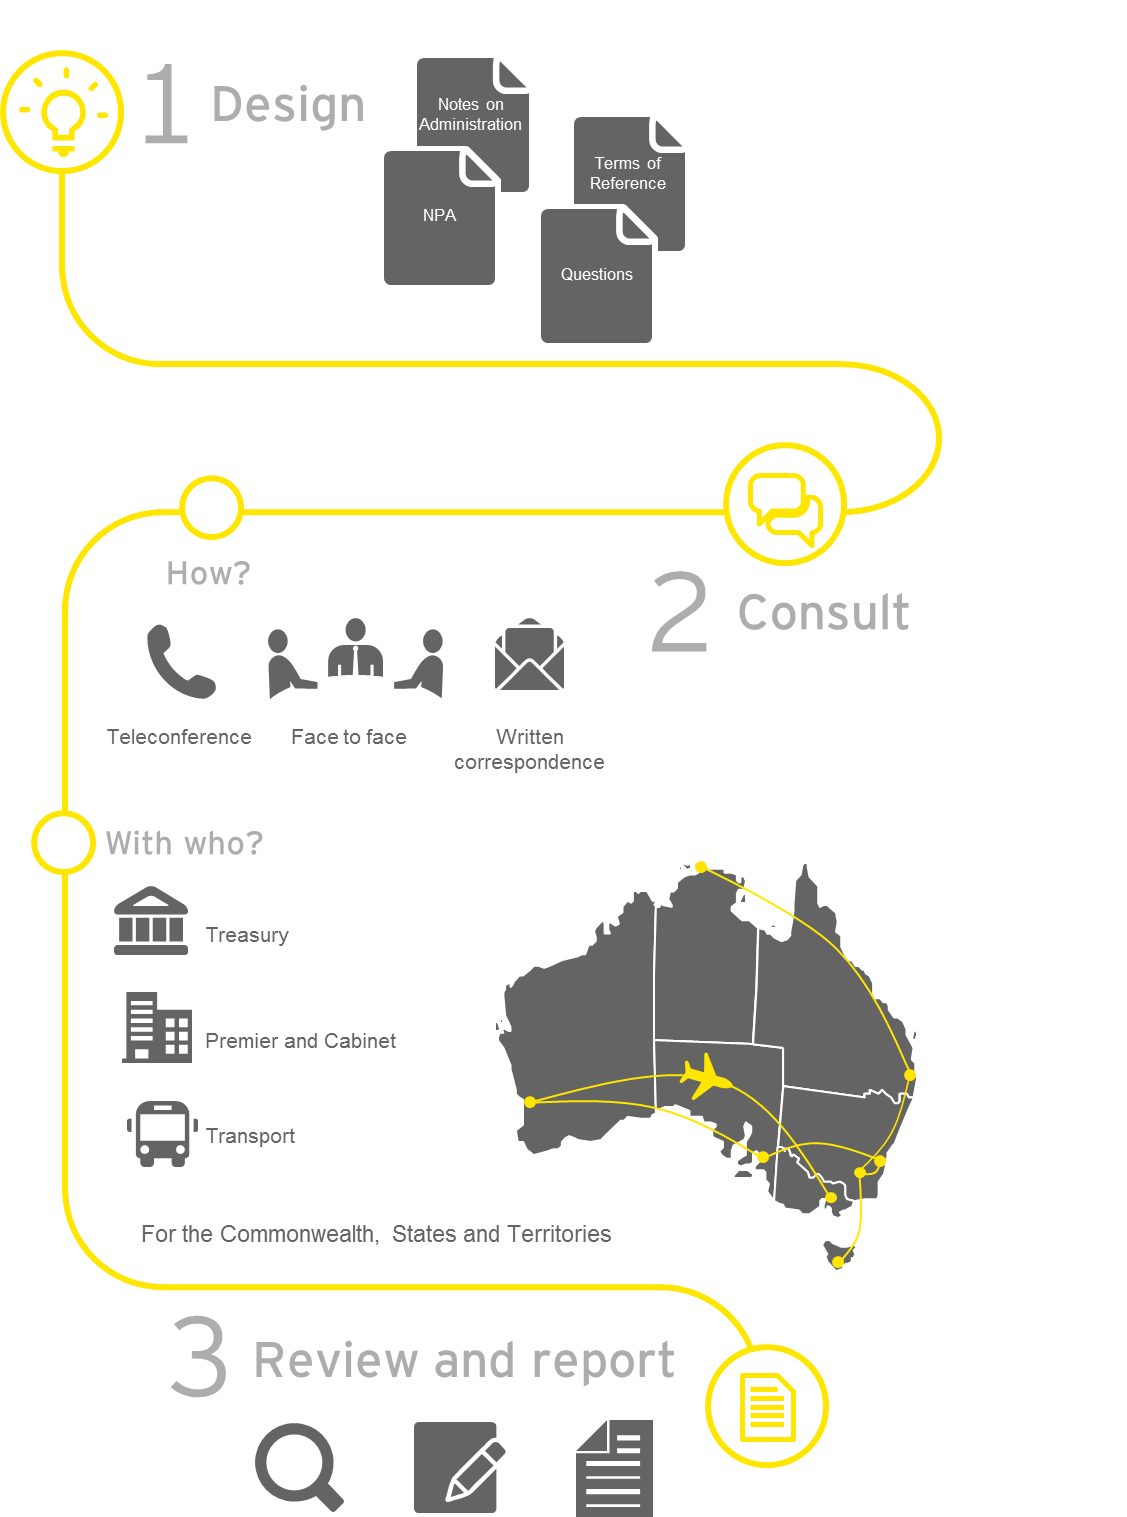 1 Design
Notes on
Administration
NPA
Terms of
Reference
Questions
2 Consult
How?
Teleconference
Face to face
Written
correspondence
With who?
Treasury
Premier and Cabinet
Transport
For the Commonwealth, States and Territories
3 Review and report